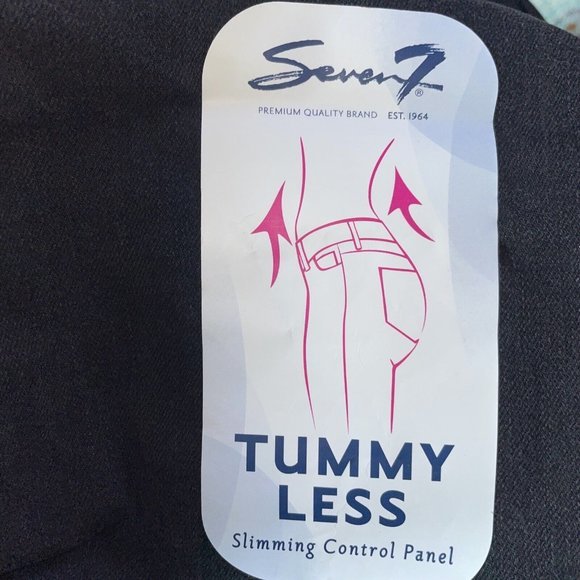 Seven7®
PREMIUM QUALITY BRAND EST. 1964
TUMMY
LESS
Slimming Control Panel